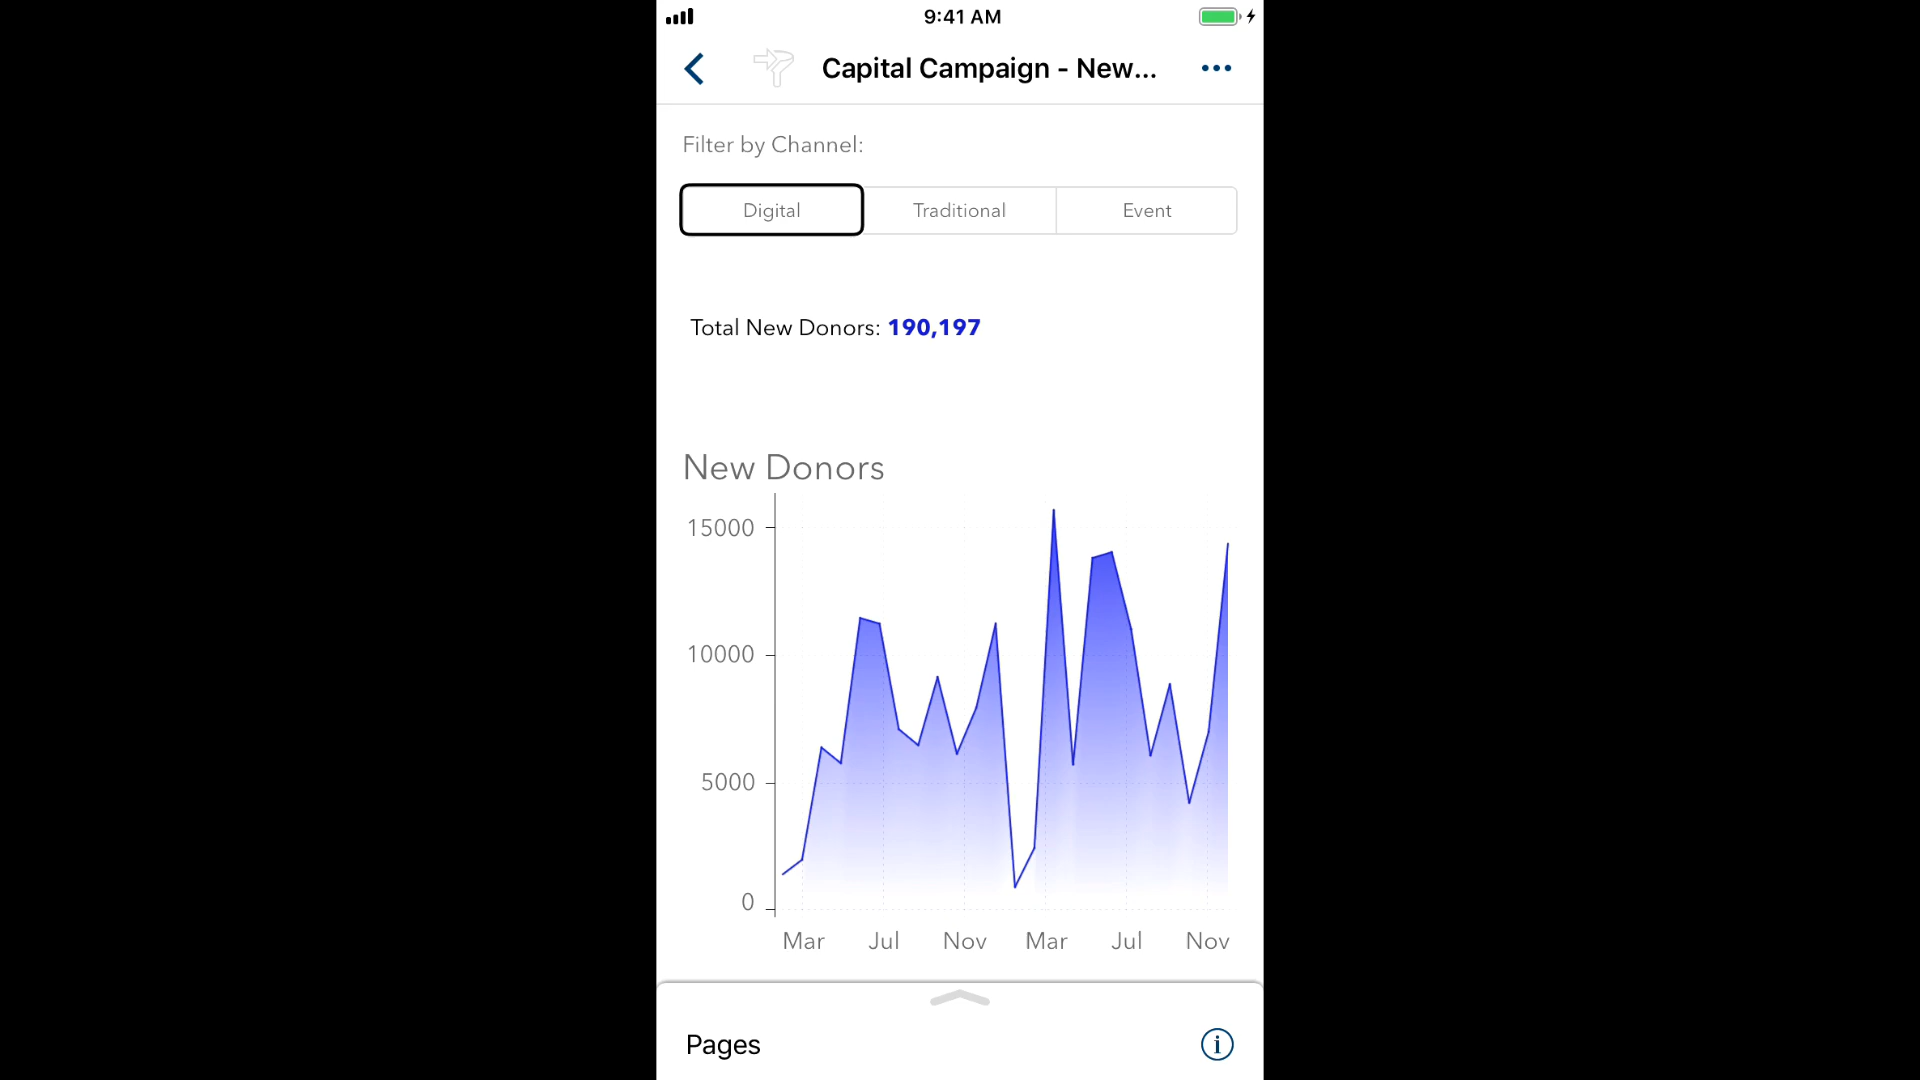 9:41 AM
Capital Campaign - New...
Filter by Channel:
Digital Traditional Event
Total New Donors: 190,197
New Donors
15000
10000
5000
0
Mar Jul Nov Mar Jul Nov
Pages